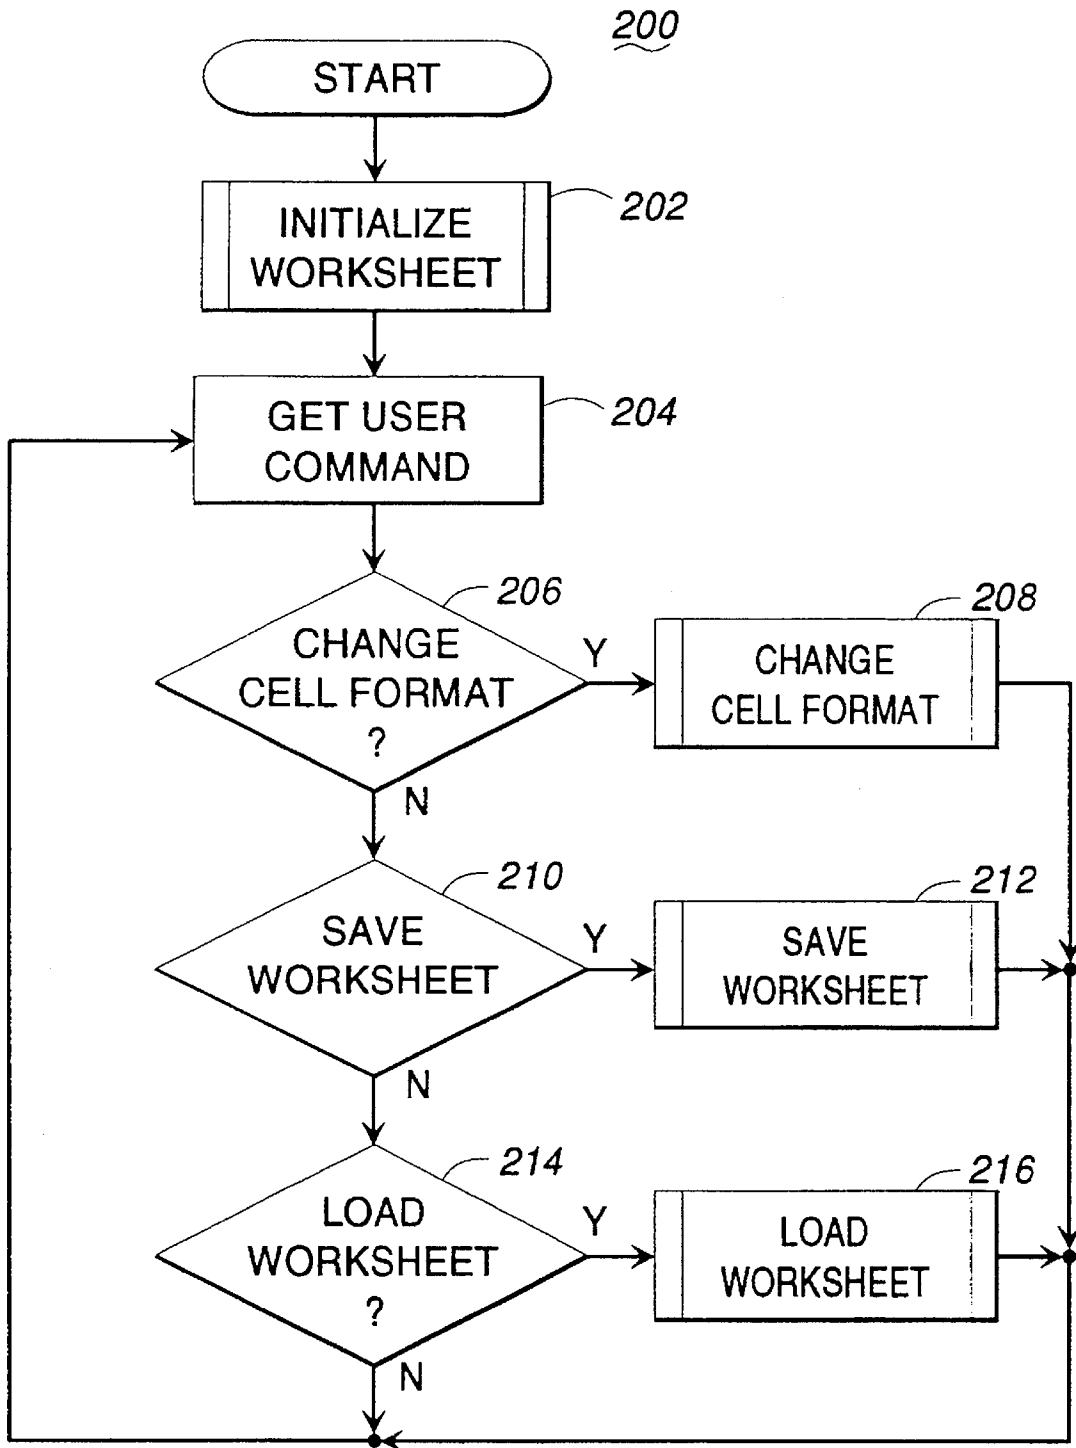 200
START
INITIALIZE
WORKSHEET
202
GET USER
COMMAND
204
206
CHANGE
CELL FORMAT
?
Y
N
208
CHANGE
CELL FORMAT
210
SAVE
WORKSHEET
Y
N
212
SAVE
WORKSHEET
214
LOAD
WORKSHEET
?
Y
N
216
LOAD
WORKSHEET